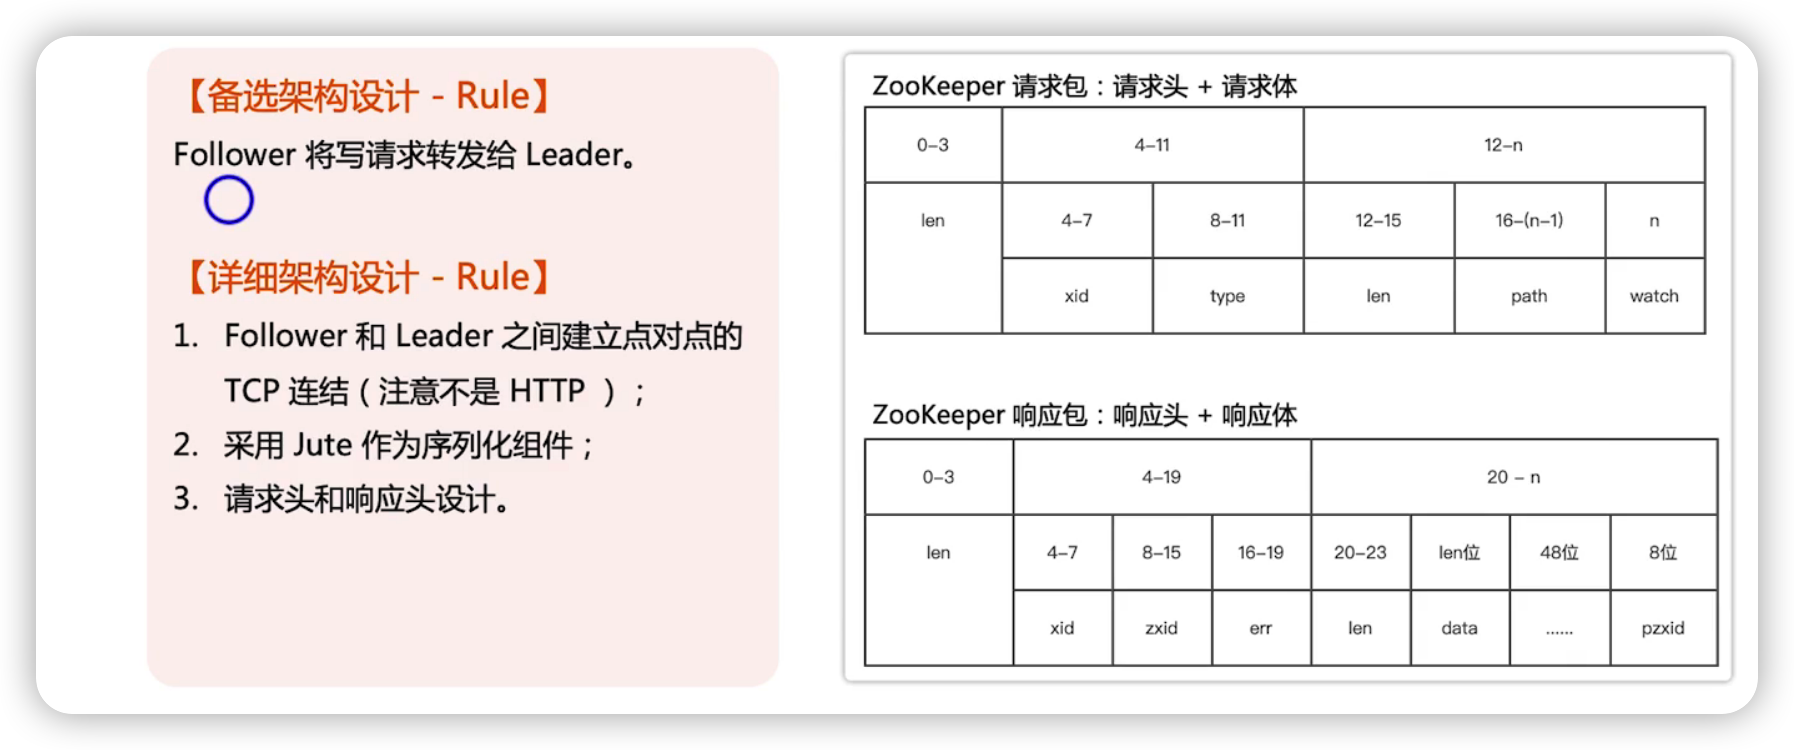 【备选架构设计 - Rule】
Follower 将写请求转发给 Leader。
【详细架构设计 - Rule】
1. Follower 和 Leader 之间建立点对点的
TCP 连结（注意不是 HTTP ）；
2. 采用 Jute 作为序列化组件；
3. 请求头和响应头设计。
ZooKeeper 请求包：请求头 + 请求体
0-3 4-11 12-n
len 4-7 8-11 12-15 16-(n-1) n
xid type len path watch
ZooKeeper 响应包：响应头 + 响应体
0-3 4-19 20 - n
len 4-7 8-15 16-19 20-23 len位 48位 8位
xid zxid err len data ...... pzxid